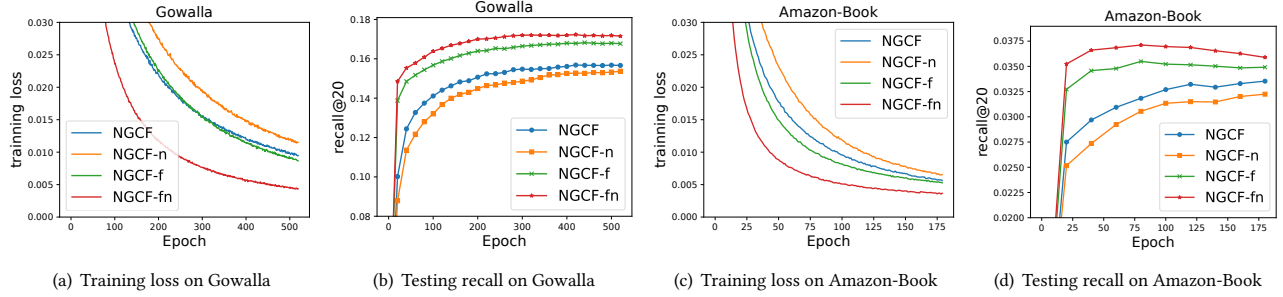 Gowalla
0.030
0.025
0.020
0.015
0.010
0.005
0.000
trainning loss
NGCF
NGCF-n
NGCF-f
NGCF-fn
0 100 200 300 400 500
Epoch
(a) Training loss on Gowalla
Gowalla
0.18
0.16
0.14
0.12
0.10
0.08
recall@20
NGCF
NGCF-n
NGCF-f
NGCF-fn
0 100 200 300 400 500
Epoch
(b) Testing recall on Gowalla
Amazon-Book
0.030
0.025
0.020
0.015
0.010
0.005
0.000
trainning loss
NGCF
NGCF-n
NGCF-f
NGCF-fn
0 25 50 75 100 125 150 175
Epoch
(c) Training loss on Amazon-Book
Amazon-Book
0.0375
0.0350
0.0325
0.0300
0.0275
0.0250
0.0225
0.0200
recall@20
NGCF
NGCF-n
NGCF-f
NGCF-fn
0 25 50 75 100 125 150 175
Epoch
(d) Testing recall on Amazon-Book